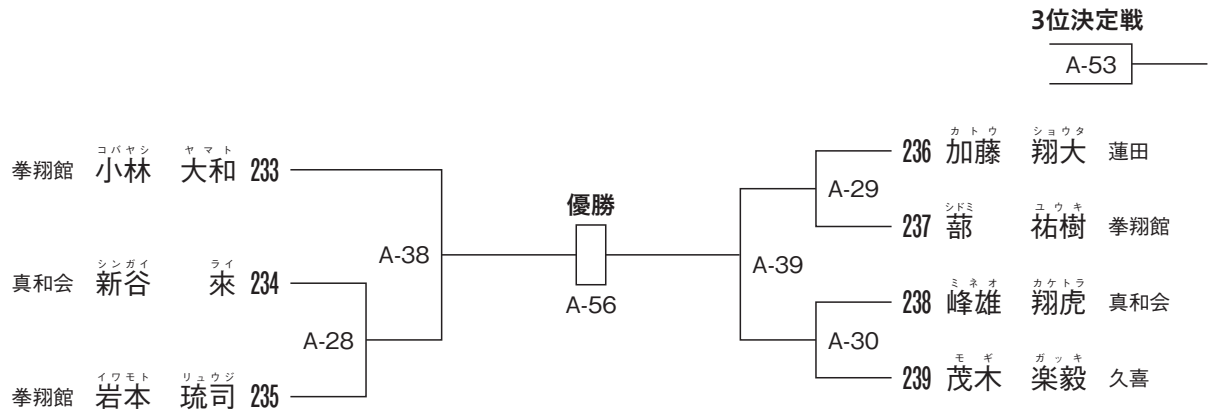 3位決定戦
A-53
コバヤシ ヤマト
拳翔館 小林 大和 233
カトウ ショウタ
236 加藤 翔大 蓮田
A-29
シドミ ユウキ
237 蔀 祐樹 拳翔館
優勝
A-38
A-39
A-56
シンガイ ライ
真和会 新谷 来 234
ミネオ カケトラ
238 峰雄 翔虎 真和会
A-28
A-30
イワモト リュウジ
拳翔館 岩本 琉司 235
モギ ガッキ
239 茂木 楽毅 久喜